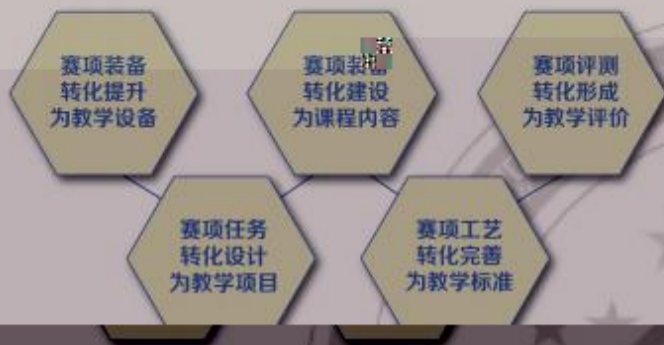 赛项装备
转化提升
为教学设备
赛项装备
转化建设
为课程内容
赛项评测
转化形成
为教学评价
赛项任务
转化设计
为教学项目
赛项工艺
转化完善
为教学标准